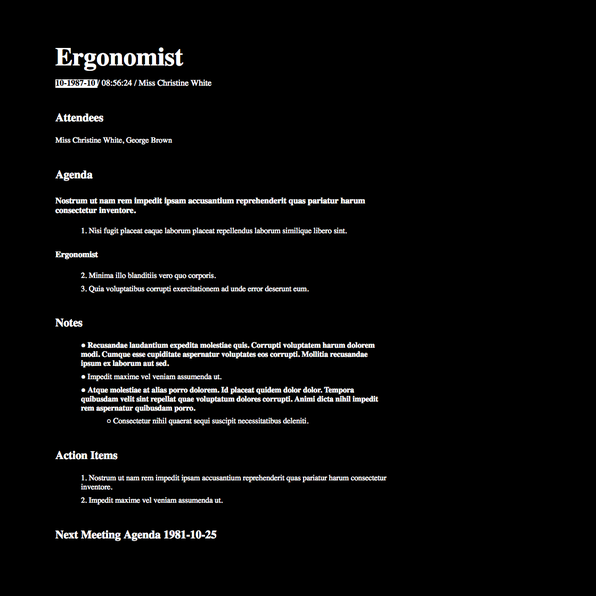 Ergonomist
10-1987-10 / 08:56:24 / Miss Christine White
Attendees
Miss Christine White, George Brown
Agenda
Nostrum ut nam rem impedit ipsam accusantium reprehenderit quas pariatur harum
consectetur inventore.
1. Nisi fugit placeat eaque laborum placeat repellendus laborum similique libero sint.
Ergonomist
2. Minima illo blanditiis vero quo corporis.
3. Quia voluptatibus corrupti exercitationem ad unde error deserunt eum.
Notes
● Recusandae laudantium expedita molestiae quis. Corrupti voluptatem harum dolorem
modi. Cumque esse cupiditate aspernatur voluptates eos corrupti. Mollitia recusandae
ipsum ex laborum aut sed.
● Impedit maxime vel veniam assumenda ut.
● Atque molestiae at alias porro dolorem. Id placeat quidem dolor dolor. Tempora
quibusdam velit sint repellat quae voluptatum dolores corrupti. Animi dicta nihil impedit
rem aspernatur quibusdam porro.
○ Consectetur nihil quaerat sequi suscipit necessitatibus deleniti.
Action Items
1. Nostrum ut nam rem impedit ipsam accusantium reprehenderit quas pariatur harum consectetur
inventore.
2. Impedit maxime vel veniam assumenda ut.
Next Meeting Agenda 1981-10-25